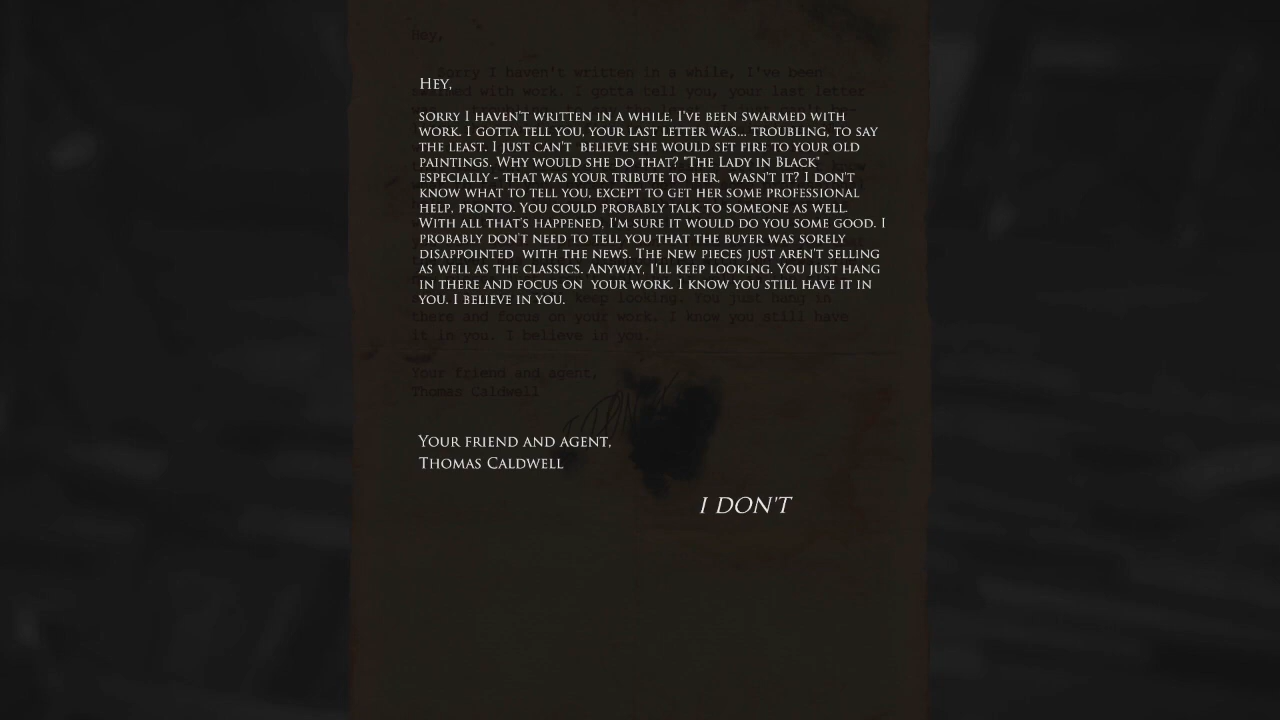 HEY,
SORRY I HAVEN'T WRITTEN IN A WHILE, I'VE BEEN SWARMED WITH
WORK. I GOTTA TELL YOU, YOUR LAST LETTER WAS... TROUBLING, TO SAY
THE LEAST. I JUST CAN'T BELIEVE SHE WOULD SET FIRE TO YOUR OLD
PAINTINGS. WHY WOULD SHE DO THAT? "THE LADY IN BLACK"
ESPECIALLY - THAT WAS YOUR TRIBUTE TO HER, WASN'T IT? I DON'T
KNOW WHAT TO TELL YOU, EXCEPT TO GET HER SOME PROFESSIONAL
HELP, PRONTO. YOU COULD PROBABLY TALK TO SOMEONE AS WELL.
WITH ALL THAT'S HAPPENED, I'M SURE IT WOULD DO YOU SOME GOOD. I
PROBABLY DON'T NEED TO TELL YOU THAT THE BUYER WAS SORELY
DISAPPOINTED WITH THE NEWS. THE NEW PIECES JUST AREN'T SELLING
AS WELL AS THE CLASSICS. ANYWAY, I'LL KEEP LOOKING. YOU JUST HANG
IN THERE AND FOCUS ON YOUR WORK. I KNOW YOU STILL HAVE IT IN
YOU. I BELIEVE IN YOU.
YOUR FRIEND AND AGENT,
THOMAS CALDWELL
I DON'T